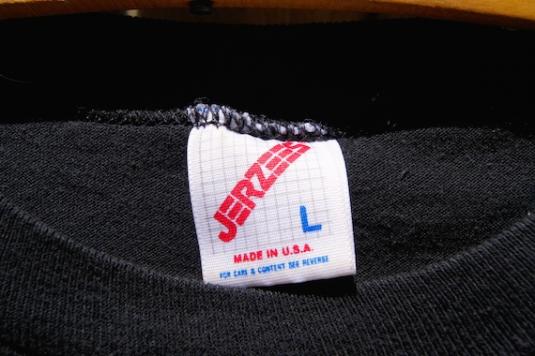 JERZEES
L
MADE IN U.S.A.
FOR CARE & CONTENT SEE REVERSE